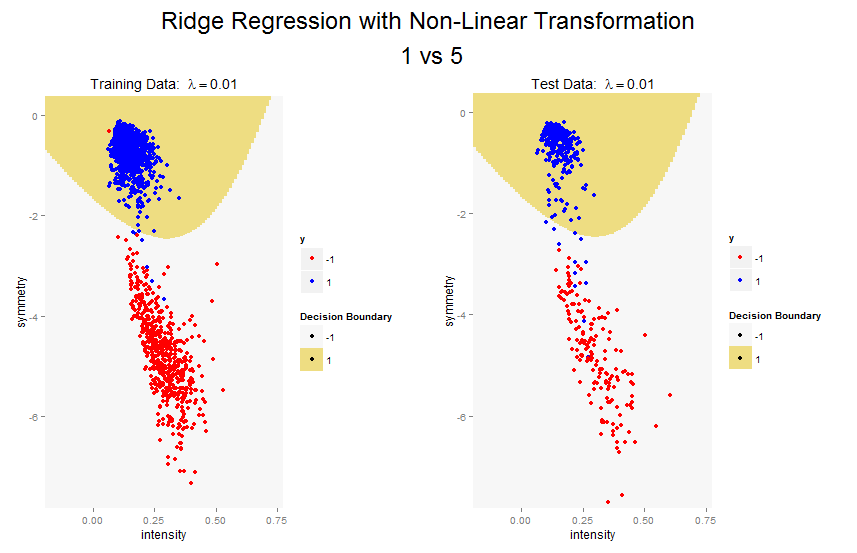 Ridge Regression with Non-Linear Transformation
1 vs 5
Training Data: λ = 0.01
0
-2
-4
-6
symmetry
0.00 0.25 0.50 0.75
intensity
y
-1
1
Decision Boundary
-1
1
Test Data: λ = 0.01
0
-2
-4
-6
symmetry
0.00 0.25 0.50 0.75
intensity
y
-1
1
Decision Boundary
-1
1